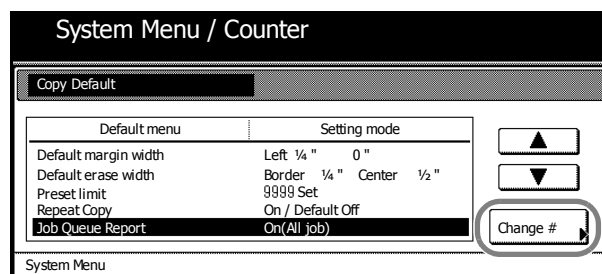 System Menu / Counter
Copy Default
Default menu Setting mode
Default margin width Left ¼ " 0 "
Default erase width Border ¼ " Center ½ "
Preset limit 9999 Set
Repeat Copy On / Default Off
Job Queue Report On(All job)
Change #
System Menu